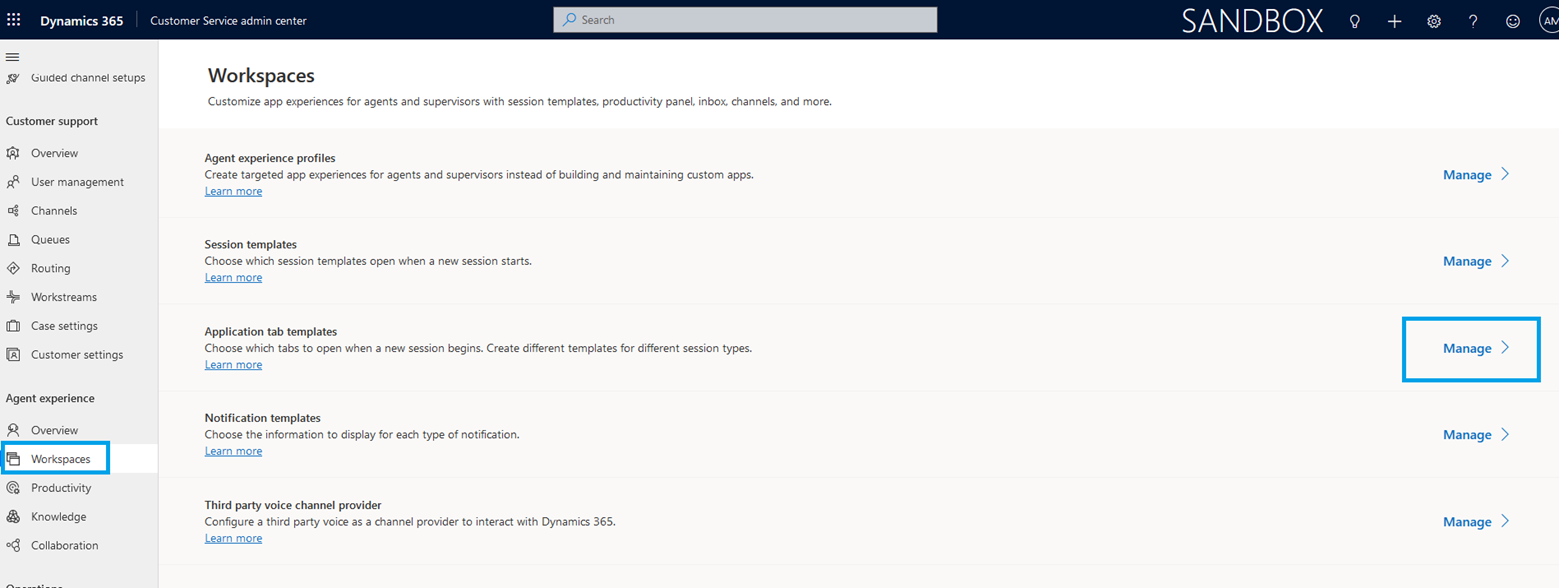 Dynamics 365 Customer Service admin center Search SANDBOX AM
Guided channel setups
Customer support
Overview
User management
Channels
Queues
Routing
Workstreams
Case settings
Customer settings
Agent experience
Overview
Workspaces
Productivity
Knowledge
Collaboration
Operations
Workspaces
Customize app experiences for agents and supervisors with session templates, productivity panel, inbox, channels, and more.
Agent experience profiles
Create targeted app experiences for agents and supervisors instead of building and maintaining custom apps.
Learn more
Manage
Session templates
Choose which session templates open when a new session starts.
Learn more
Manage
Application tab templates
Choose which tabs to open when a new session begins. Create different templates for different session types.
Learn more
Manage
Notification templates
Choose the information to display for each type of notification.
Learn more
Manage
Third party voice channel provider
Configure a third party voice as a channel provider to interact with Dynamics 365.
Learn more
Manage